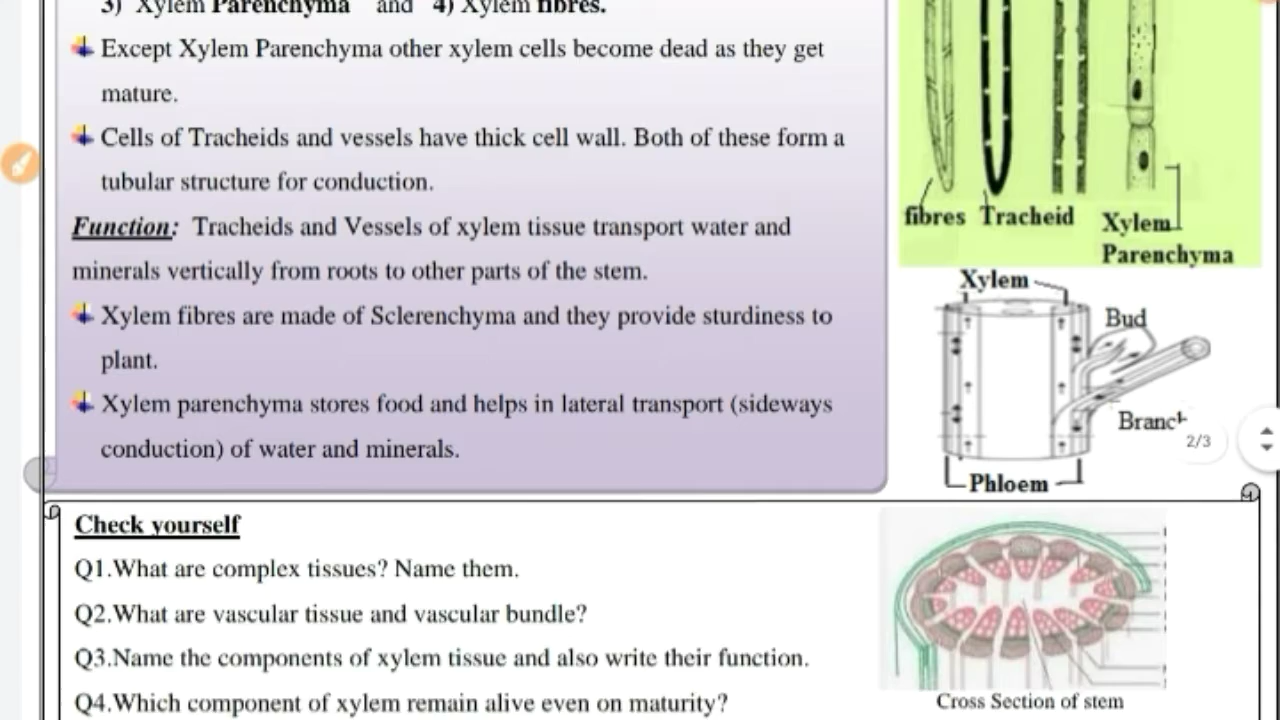 3) Xylem Parenchyma and 4) Xylem fibres.
Except Xylem Parenchyma other xylem cells become dead as they get
mature.
Cells of Tracheids and vessels have thick cell wall. Both of these form a
tubular structure for conduction.
Function: Tracheids and Vessels of xylem tissue transport water and
minerals vertically from roots to other parts of the stem.
Xylem fibres are made of Sclerenchyma and they provide sturdiness to
plant.
Xylem parenchyma stores food and helps in lateral transport (sideways
conduction) of water and minerals.
fibres Tracheid Xylem
Parenchyma
Xylem
Bud
Branch
2/3
Phloem
Check yourself
Q1.What are complex tissues? Name them.
Q2.What are vascular tissue and vascular bundle?
Q3.Name the components of xylem tissue and also write their function.
Q4.Which component of xylem remain alive even on maturity?
Cross Section of stem